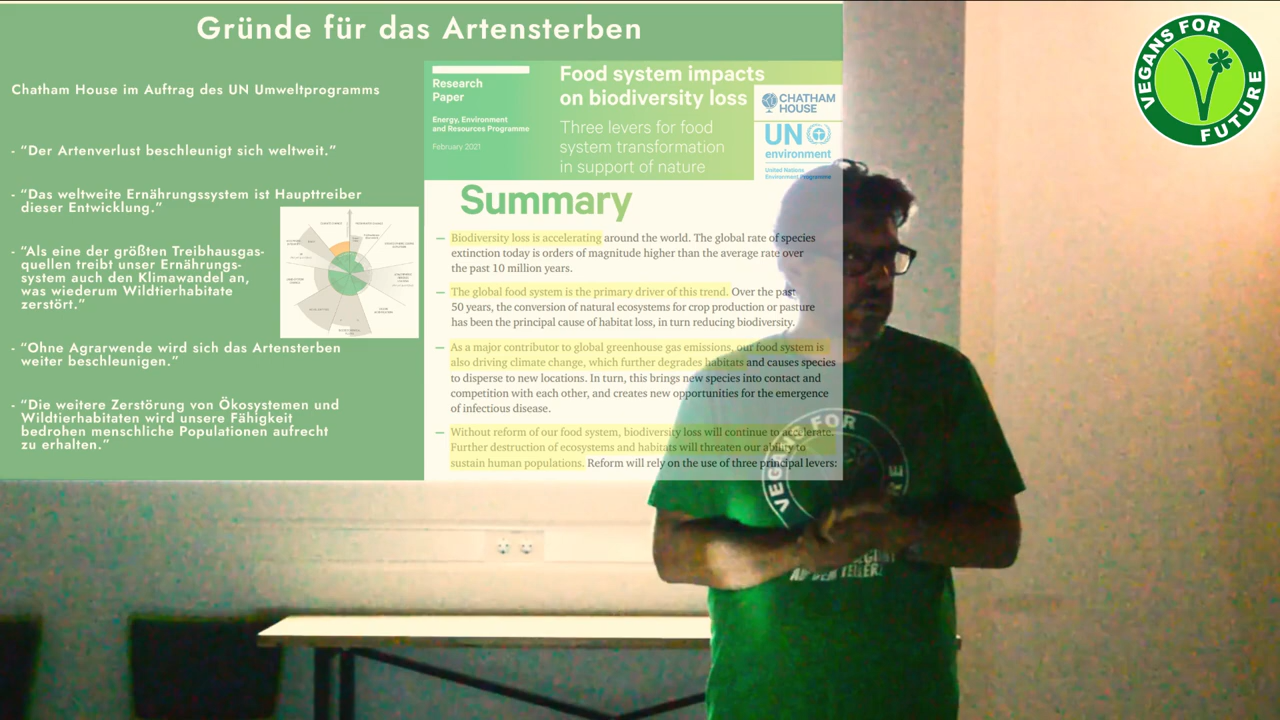 Gründe für das Artensterben
Chatham House im Auftrag des UN Umweltprogramms
- “Der Artenverlust beschleunigt sich weltweit.”
- “Das weltweite Ernährungssystem ist Haupttreiber
dieser Entwicklung.”
- “Als eine der größten Treibhausgas-
quellen treibt unser Ernährungs-
system auch den Klimawandel an,
was wiederum Wildtierhabitate
zerstört.”
- “Ohne Agrarwende wird sich das Artensterben
weiter beschleunigen.”
- “Die weitere Zerstörung von Ökosystemen und
Wildtierhabitaten wird unsere Fähigkeit
bedrohen menschliche Populationen aufrecht
zu erhalten.”
Research
Paper
Energy, Environment
and Resources Programme
February 2021
Food system impacts
on biodiversity loss
Three levers for food
system transformation
in support of nature
CHATHAM
HOUSE
UN
environment
United Nations
Environment Programme
Summary
— Biodiversity loss is accelerating around the world. The global rate of species
extinction today is orders of magnitude higher than the average rate over
the past 10 million years.
— The global food system is the primary driver of this trend. Over the past
50 years, the conversion of natural ecosystems for crop production or pasture
has been the principal cause of habitat loss, in turn reducing biodiversity.
— As a major contributor to global greenhouse gas emissions, our food system is
also driving climate change, which further degrades habitats and causes species
to disperse to new locations. In turn, this brings new species into contact and
competition with each other, and creates new opportunities for the emergence
of infectious disease.
— Without reform of our food system, biodiversity loss will continue to accelerate.
Further destruction of ecosystems and habitats will threaten our ability to
sustain human populations. Reform will rely on the use of three principal levers:
VEGANS FOR
FUTURE
VEGANS FOR
AUF DEM TELLER!